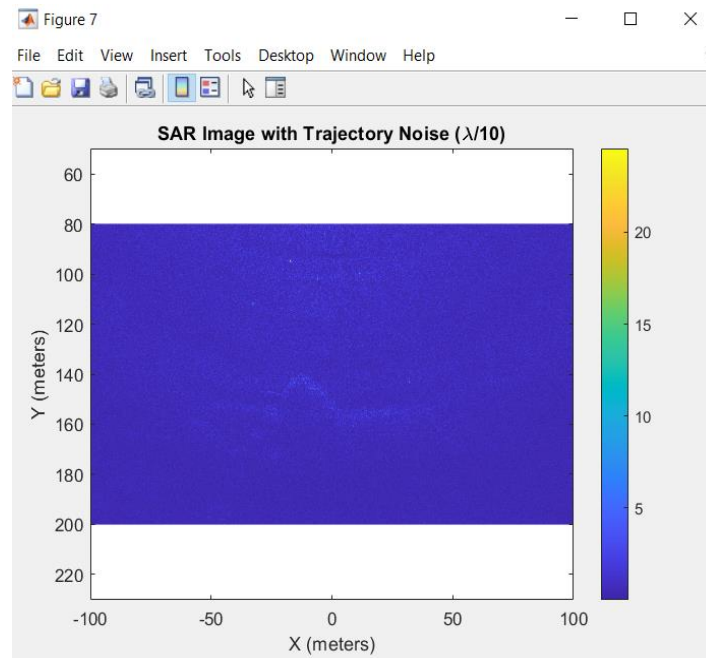 Figure 7
File Edit View Insert Tools Desktop Window Help
SAR Image with Trajectory Noise (λ/10)
60
80
100
120
140
160
180
200
220
Y (meters)
-100 -50 0 50 100
X (meters)
20
15
10
5